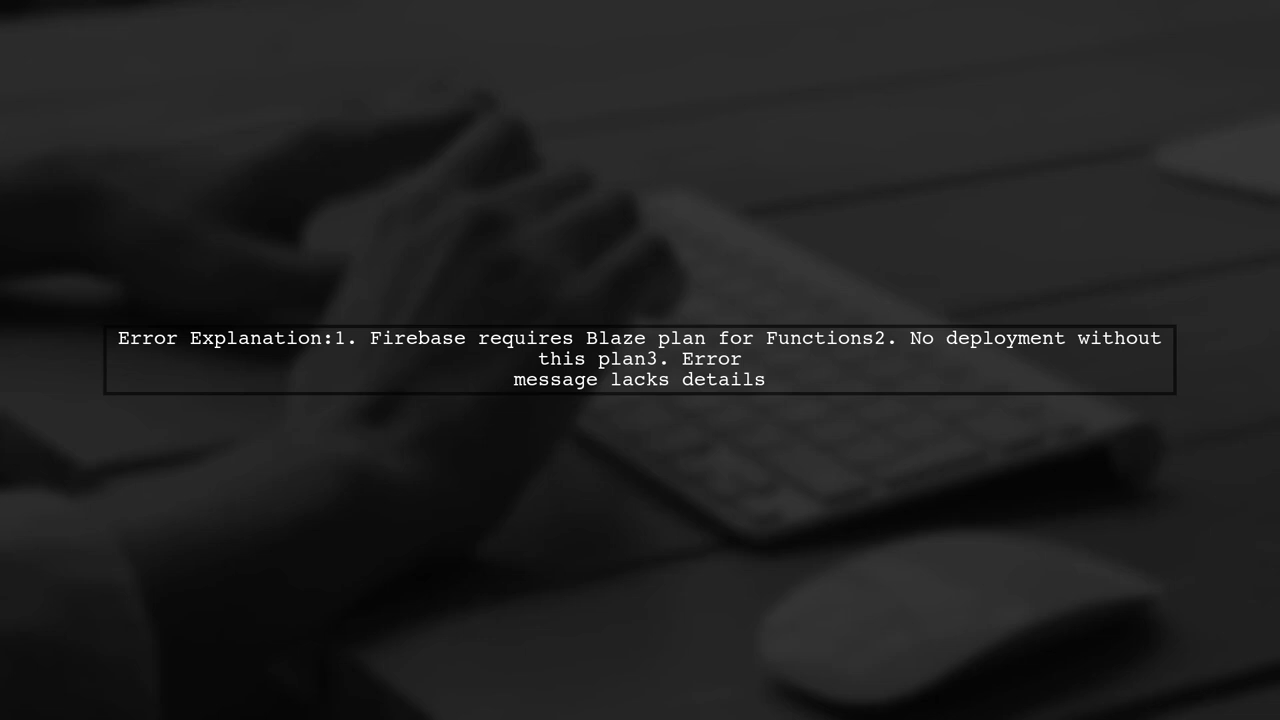 Error Explanation:1. Firebase requires Blaze plan for Functions2. No deployment without
this plan3. Error
message lacks details